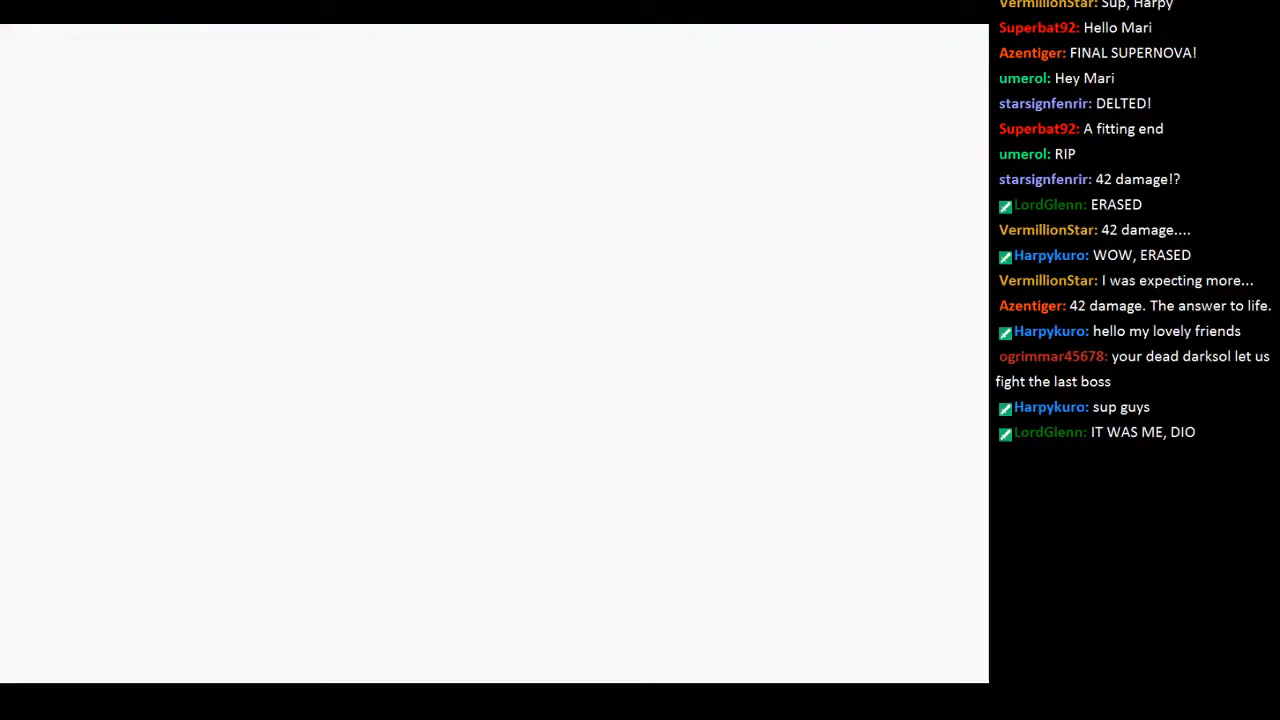 VermillionStar: Sup, Harpy
Superbat92: Hello Mari
Azentiger: FINAL SUPERNOVA!
umerol: Hey Mari
starsignfenrir: DELTED!
Superbat92: A fitting end
umerol: RIP
starsignfenrir: 42 damage!?
LordGlenn: ERASED
VermillionStar: 42 damage....
Harpykuro: WOW, ERASED
VermillionStar: I was expecting more...
Azentiger: 42 damage. The answer to life.
Harpykuro: hello my lovely friends
ogrimmar45678: your dead darksol let us
fight the last boss
Harpykuro: sup guys
LordGlenn: IT WAS ME, DIO